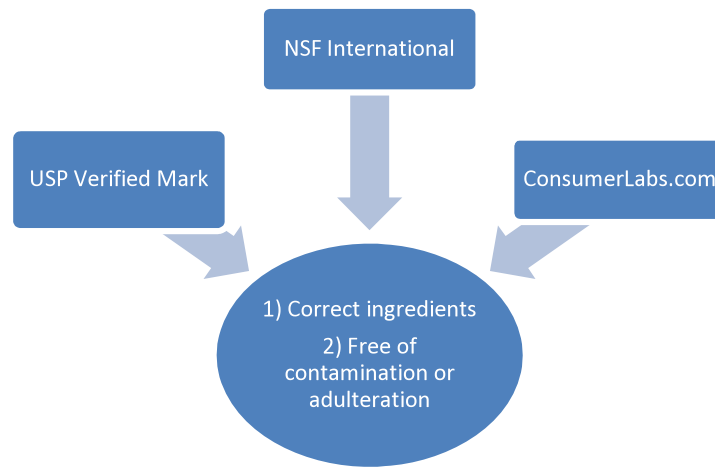 NSF International
USP Verified Mark
ConsumerLabs.com
1) Correct ingredients
2) Free of
contamination or
adulteration